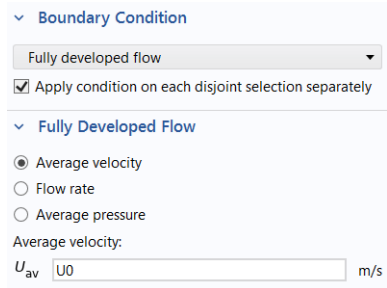 Boundary Condition
Fully developed flow
Apply condition on each disjoint selection separately
Fully Developed Flow
Average velocity
Flow rate
Average pressure
Average velocity:
Uav U0 m/s